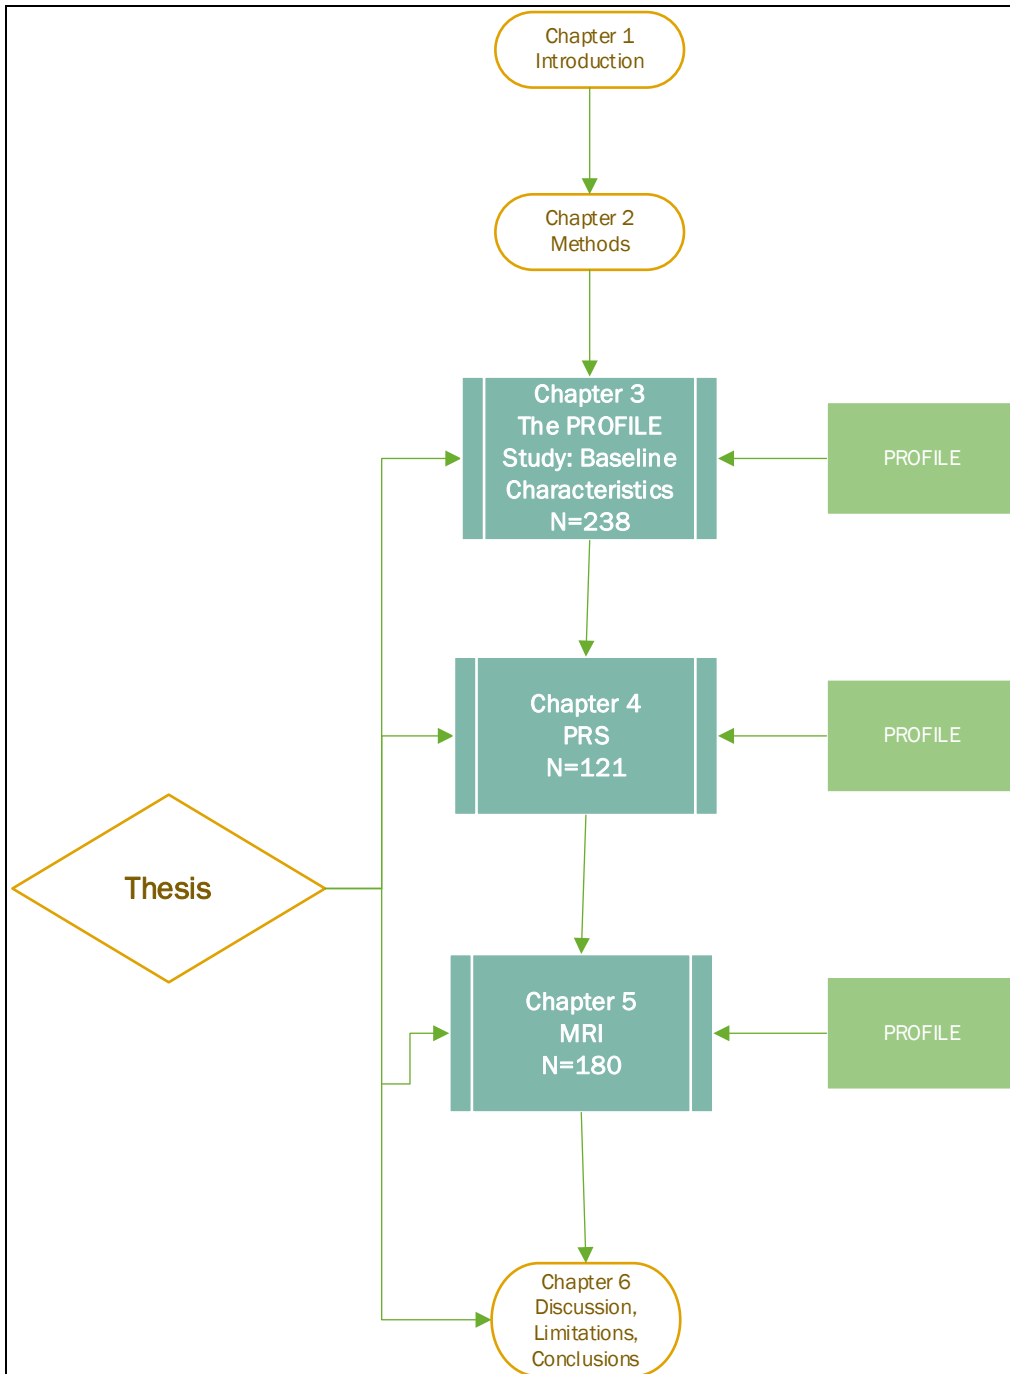 Chapter 1
Introduction
Chapter 2
Methods
Chapter 3
The PROFILE
Study: Baseline
Characteristics
N=238
PROFILE
Chapter 4
PRS
N=121
PROFILE
Thesis
Chapter 5
MRI
N=180
PROFILE
Chapter 6
Discussion,
Limitations,
Conclusions